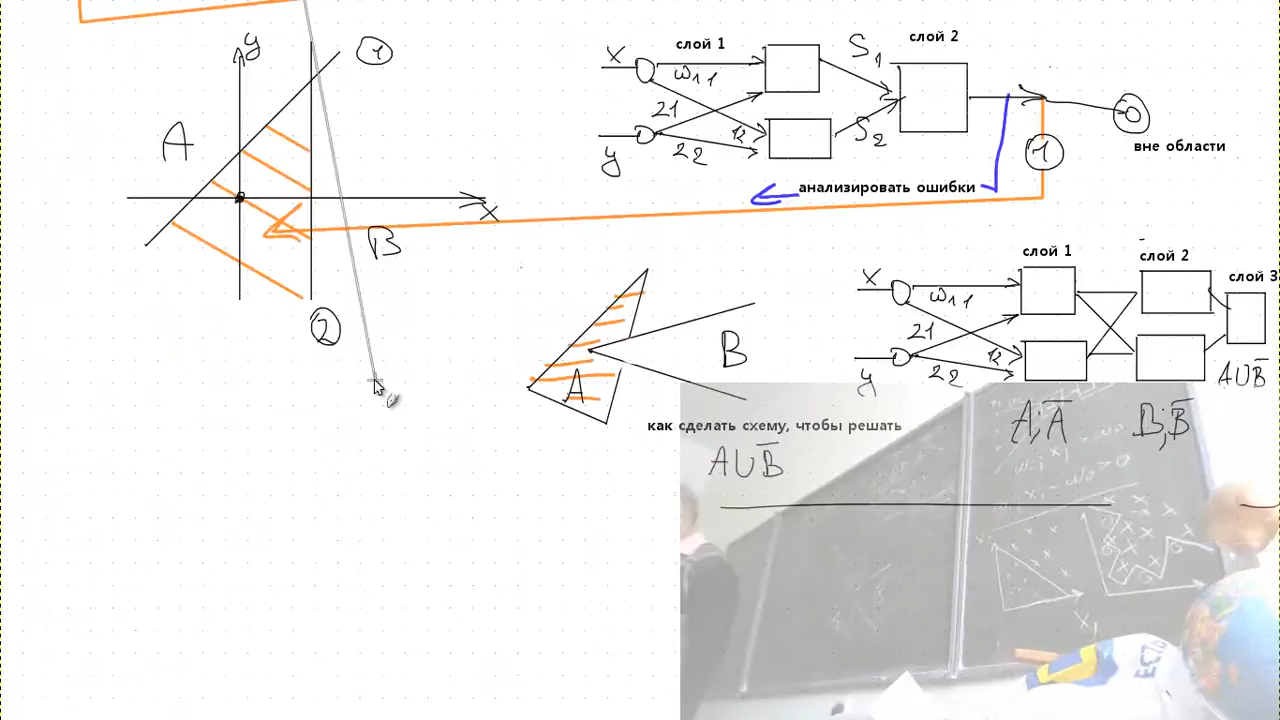 y
1
A
x
B
2
x
слой 1
ω11
21
12
22
y
S1
S2
слой 2
0
вне области
1
анализировать ошибки
A
B
как сделать схему, чтобы решать
A∪B̅
слой 1
слой 2
слой 3
x
ω11
21
12
22
y
A∪B̅
A; A̅
B; B̅